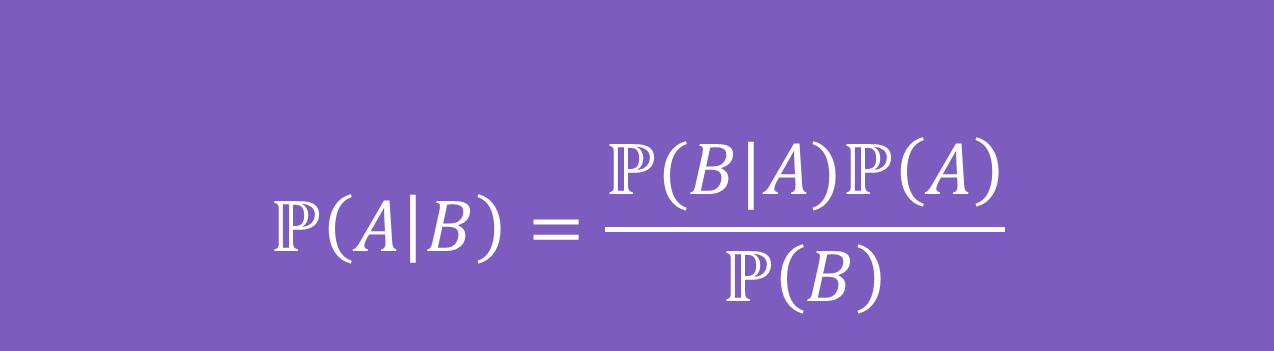 ℙ(A|B) = ℙ(B|A)ℙ(A) / ℙ(B)